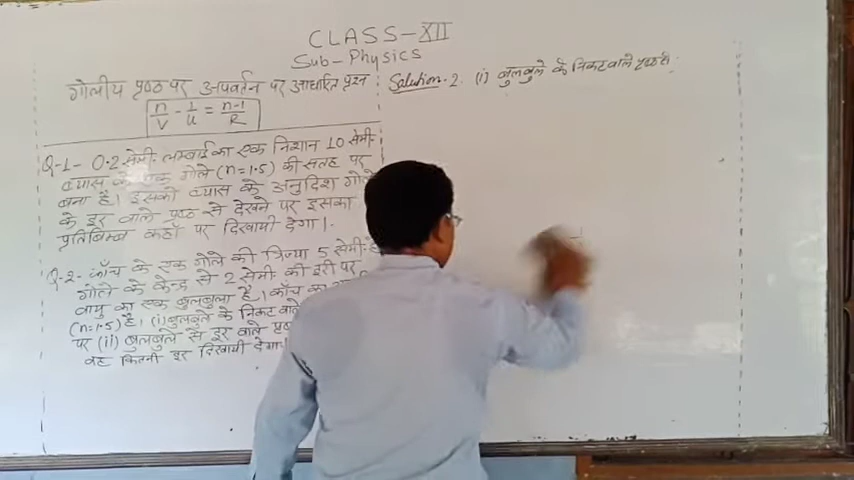 CLASS-XII
Sub-Physics
गोलीय पृष्ठ पर अपवर्तन पर आधारित प्रश्न
n/v - 1/u = n-1/R
Q-1- 0.2 सेमी. लम्बाई का एक निशान 10 सेमी.
व्यास के एक गोले (n=1.5) की सतह पर
बना है। इसको व्यास के अनुदिश गोले
के दूर वाले पृष्ठ से देखने पर इसका
प्रतिबिम्ब कहाँ पर दिखायी देगा।
Q-2- काँच के एक गोले की त्रिज्या 5 सेमी. है
गोले के केन्द्र से 2 सेमी की दूरी पर
वायु का एक बुलबुला है। काँच का
(n=1.5) है। (i) बुलबुले के निकट वाले
पर (ii) बुलबुले से दूर वाले पृष्ठ
वह कितनी दूर दिखायी देगा।
Solution-2. (i) बुलबुले के निकट वाले पृष्ठ से